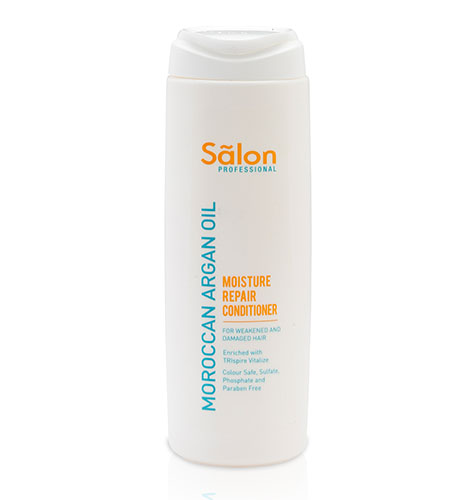 Sãlon
PROFESSIONAL
MOROCCAN ARGAN OIL
MOISTURE
REPAIR
CONDITIONER
FOR WEAKENED AND
DAMAGED HAIR
Enriched with
TRIspire Vitalize
Colour Safe, Sulfate,
Phosphate and
Paraben Free